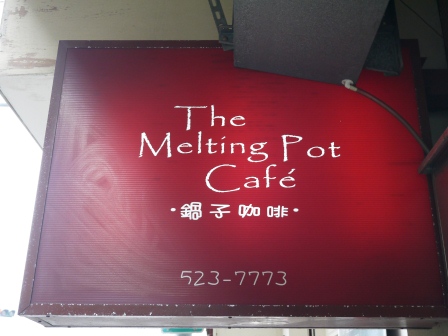 The
Melting Pot
Café
·鍋子咖啡·
523-7773